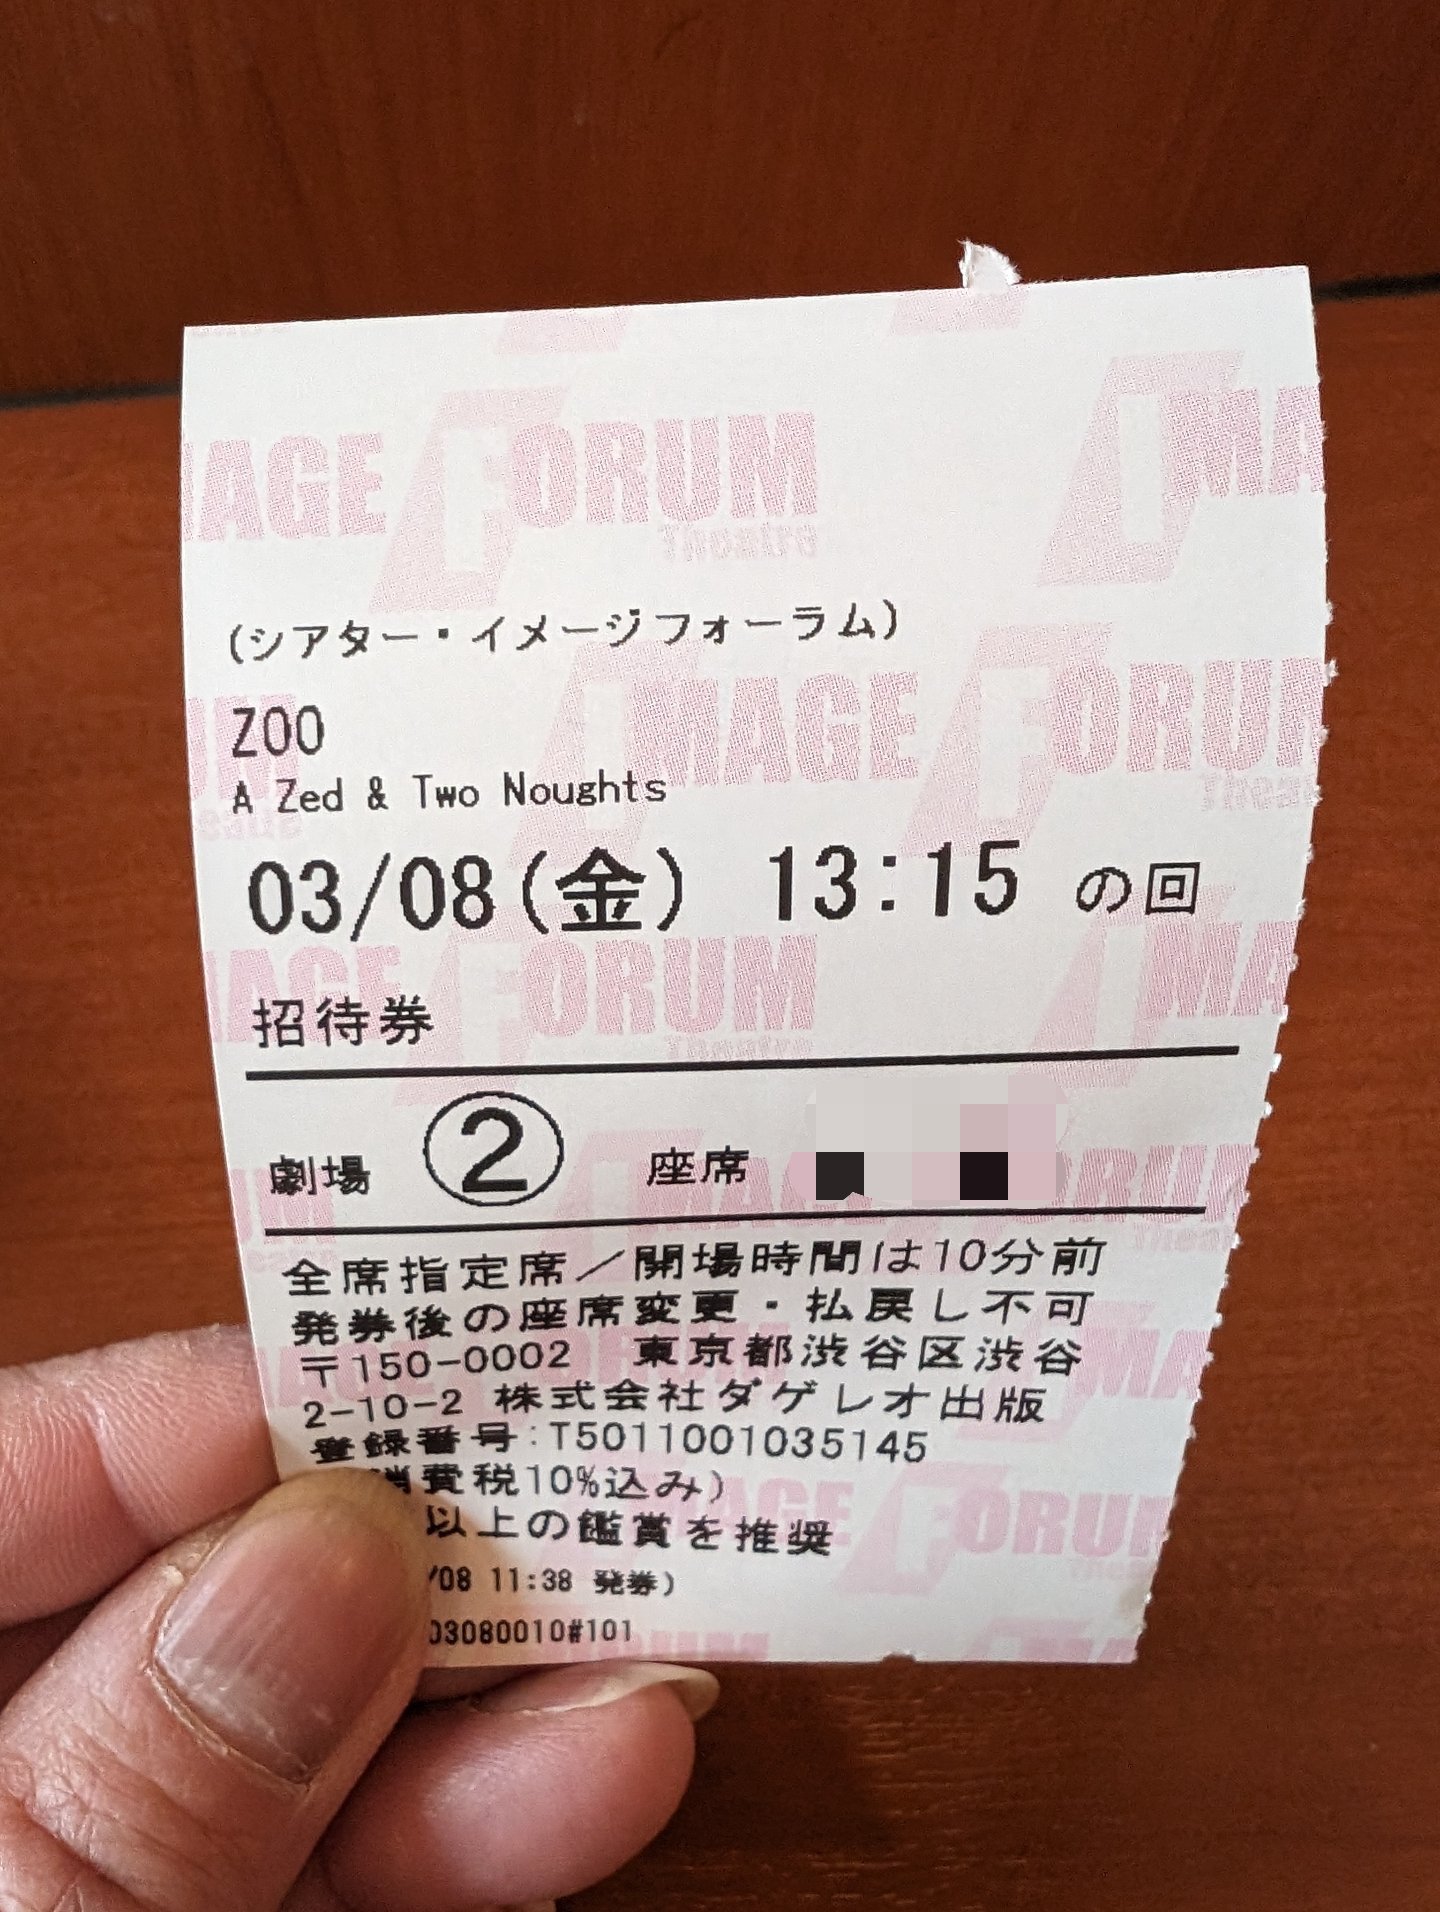 IMAGE FORUM
Theatre
(シアター・イメージフォーラム)
ZOO
A Zed & Two Noughts
03/08(金) 13:15 の回
招待券
劇場 ② 座席
全席指定席／開場時間は10分前
発券後の座席変更・払戻し不可
〒150-0002 東京都渋谷区渋谷
2-10-2 株式会社ダゲレオ出版
登録番号:T5011001035145
消費税10%込み)
以上の鑑賞を推奨
/08 11:38 発券)
03080010#101